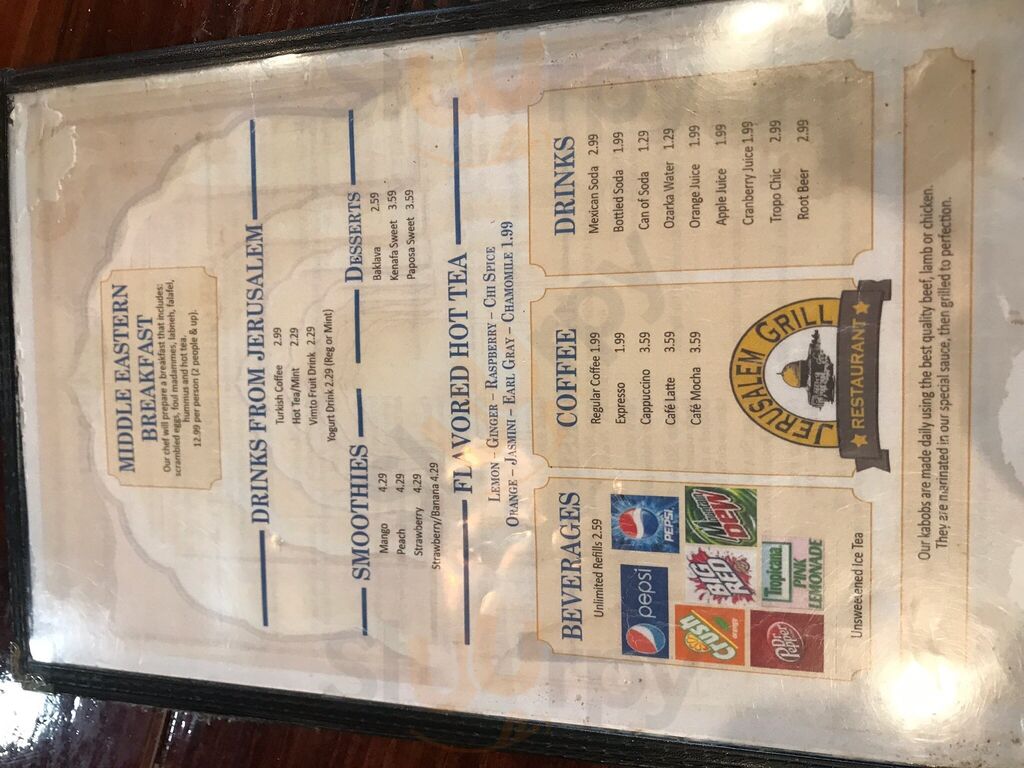 MIDDLE EASTERN
BREAKFAST
Our chef will prepare a breakfast that includes:
scrambled eggs, foul madammes, labneh, falafel,
hummus and hot tea.
12.99 per person (2 people & up).
DRINKS FROM JERUSALEM
Turkish Coffee 2.99
Hot Tea/Mint 2.29
Vimto Fruit Drink 2.29
Yogurt Drink 2.29 (Reg or Mint)
SMOOTHIES
Mango 4.29
Peach 4.29
Strawberry 4.29
Strawberry/Banana 4.29
DESSERTS
Baklava 2.59
Kenafa Sweet 3.59
Paposa Sweet 3.59
FLAVORED HOT TEA
LEMON – GINGER – RASPBERRY – CHI SPICE
ORANGE – JASMINI – EARL GRAY – CHAMOMILE 1.99
BEVERAGES
Unlimited Refills 2.59
pepsi
PEPSI
Crush
orange
BIG RED
Mountain DEW
Dr Pepper
Tropicana
PINK
LEMONADE
Unsweetened Ice Tea
COFFEE
Regular Coffee 1.99
Expresso 1.99
Cappuccino 3.59
Café Latte 3.59
Café Mocha 3.59
JERUSALEM GRILL
RESTAURANT
DRINKS
Mexican Soda 2.99
Bottled Soda 1.99
Can of Soda 1.29
Ozarka Water 1.29
Orange Juice 1.99
Apple Juice 1.99
Cranberry Juice 1.99
Tropo Chic 2.99
Root Beer 2.99
Our kabobs are made daily using the best quality beef, lamb or chicken.
They are marinated in our special sauce, then grilled to perfection.